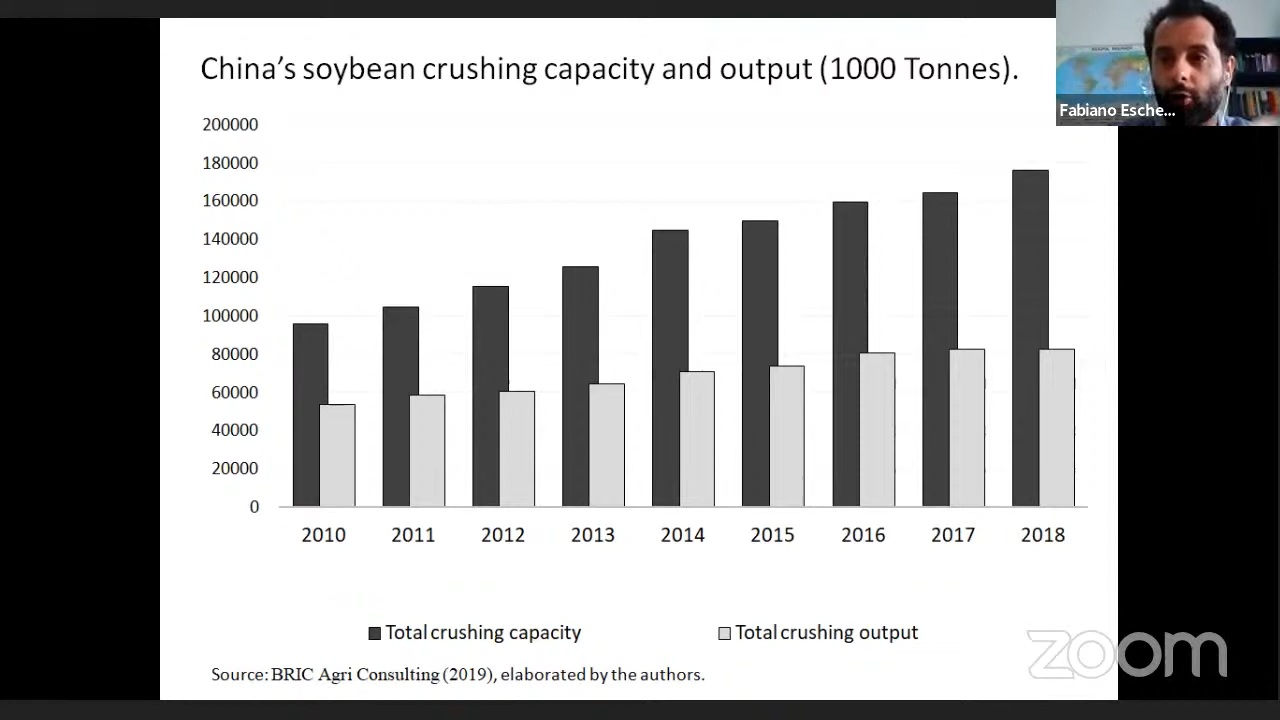 China’s soybean crushing capacity and output (1000 Tonnes).
Fabiano Esche...
200000
180000
160000
140000
120000
100000
80000
60000
40000
20000
0
2010 2011 2012 2013 2014 2015 2016 2017 2018
Total crushing capacity Total crushing output
zoom
Source: BRIC Agri Consulting (2019), elaborated by the authors.